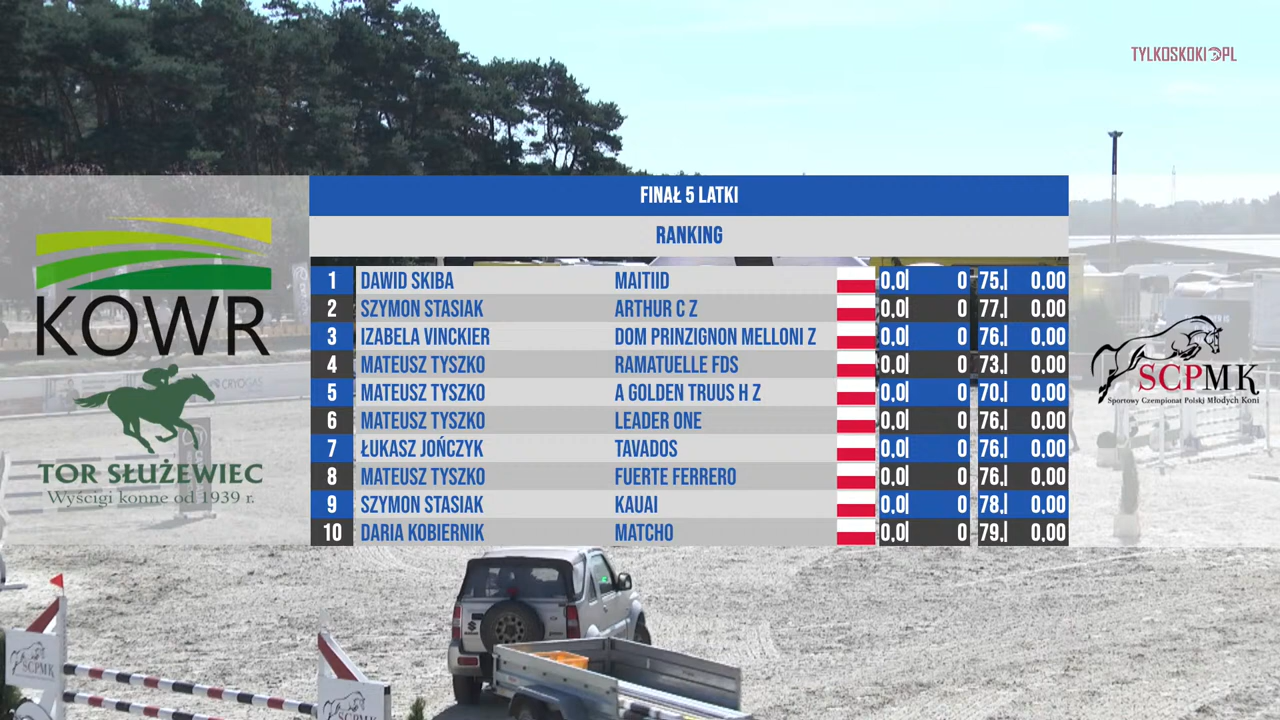 TYLKOSKOKI.PL
FINAŁ 5 LATKI
RANKING
1 DAWID SKIBA MAITIID 0,0 0 75, 0,00
2 SZYMON STASIAK ARTHUR C Z 0,0 0 77, 0,00
3 IZABELA VINCKIER DOM PRINZIGNON MELLONI Z 0,0 0 76, 0,00
4 MATEUSZ TYSZKO RAMATUELLE FDS 0,0 0 73, 0,00
5 MATEUSZ TYSZKO A GOLDEN TRUUS H Z 0,0 0 70, 0,00
6 MATEUSZ TYSZKO LEADER ONE 0,0 0 76, 0,00
7 ŁUKASZ JOŃCZYK TAVADOS 0,0 0 76, 0,00
8 MATEUSZ TYSZKO FUERTE FERRERO 0,0 0 76, 0,00
9 SZYMON STASIAK KAUAI 0,0 0 78, 0,00
10 DARIA KOBIERNIK MATCHO 0,0 0 79, 0,00
KOWR
CRYOGAS
TOR SŁUŻEWIEC
Wyścigi konne od 1939 r.
SCPMK
Sportowy Czempionat Polski Młodych Koni
SCPMK
SCPMK